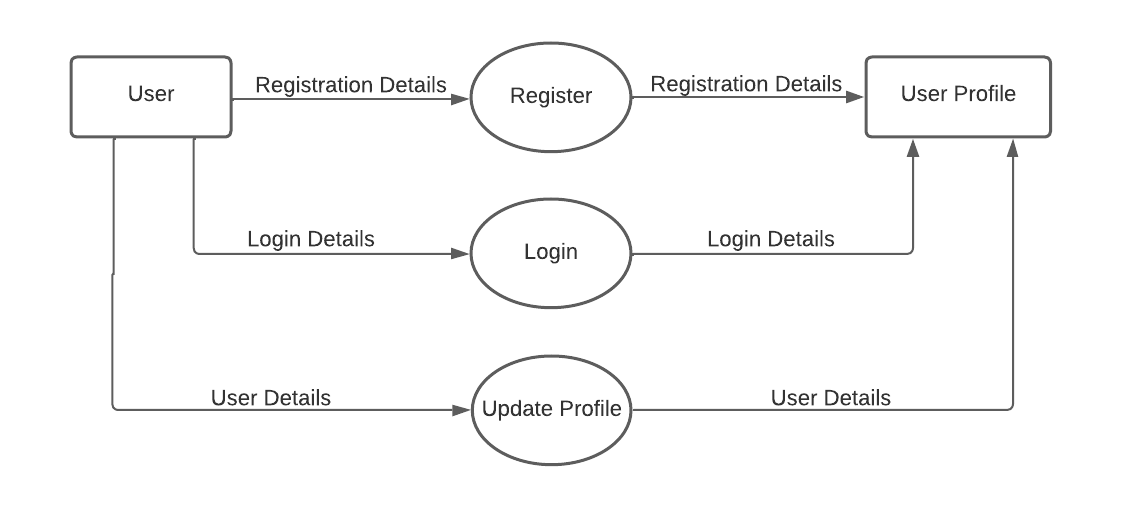 User
Registration Details
Register
Registration Details
User Profile
Login Details
Login
Login Details
User Details
Update Profile
User Details